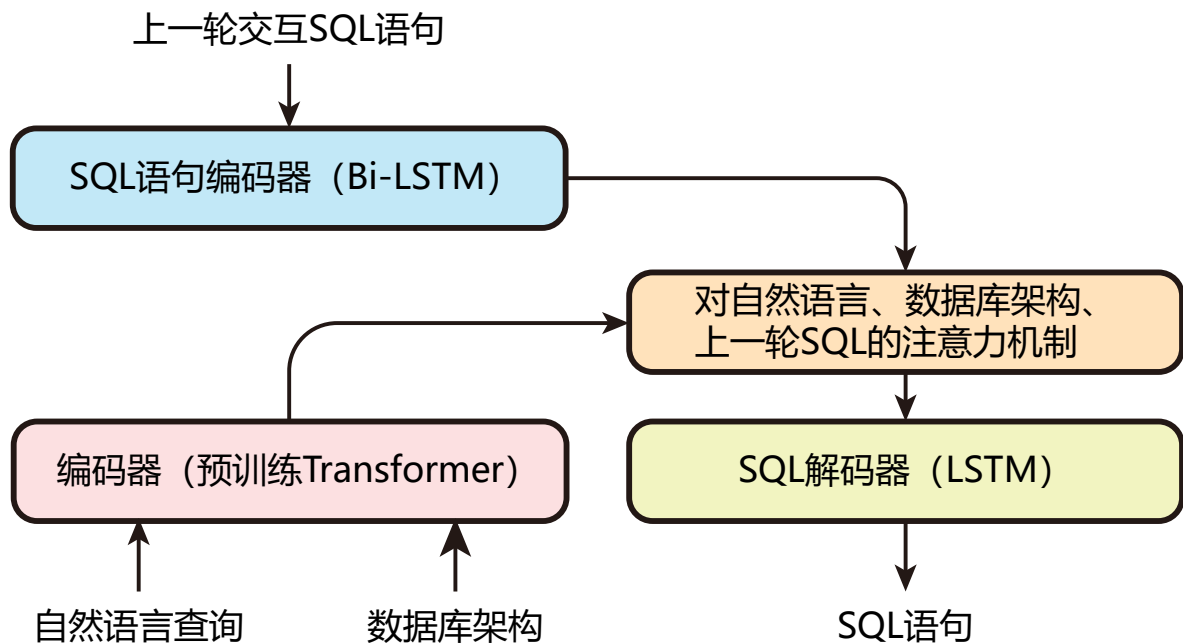 上一轮交互SQL语句
SQL语句编码器（Bi-LSTM）
对自然语言、数据库架构、
上一轮SQL的注意力机制
编码器（预训练Transformer）
SQL解码器（LSTM）
自然语言查询
数据库架构
SQL语句